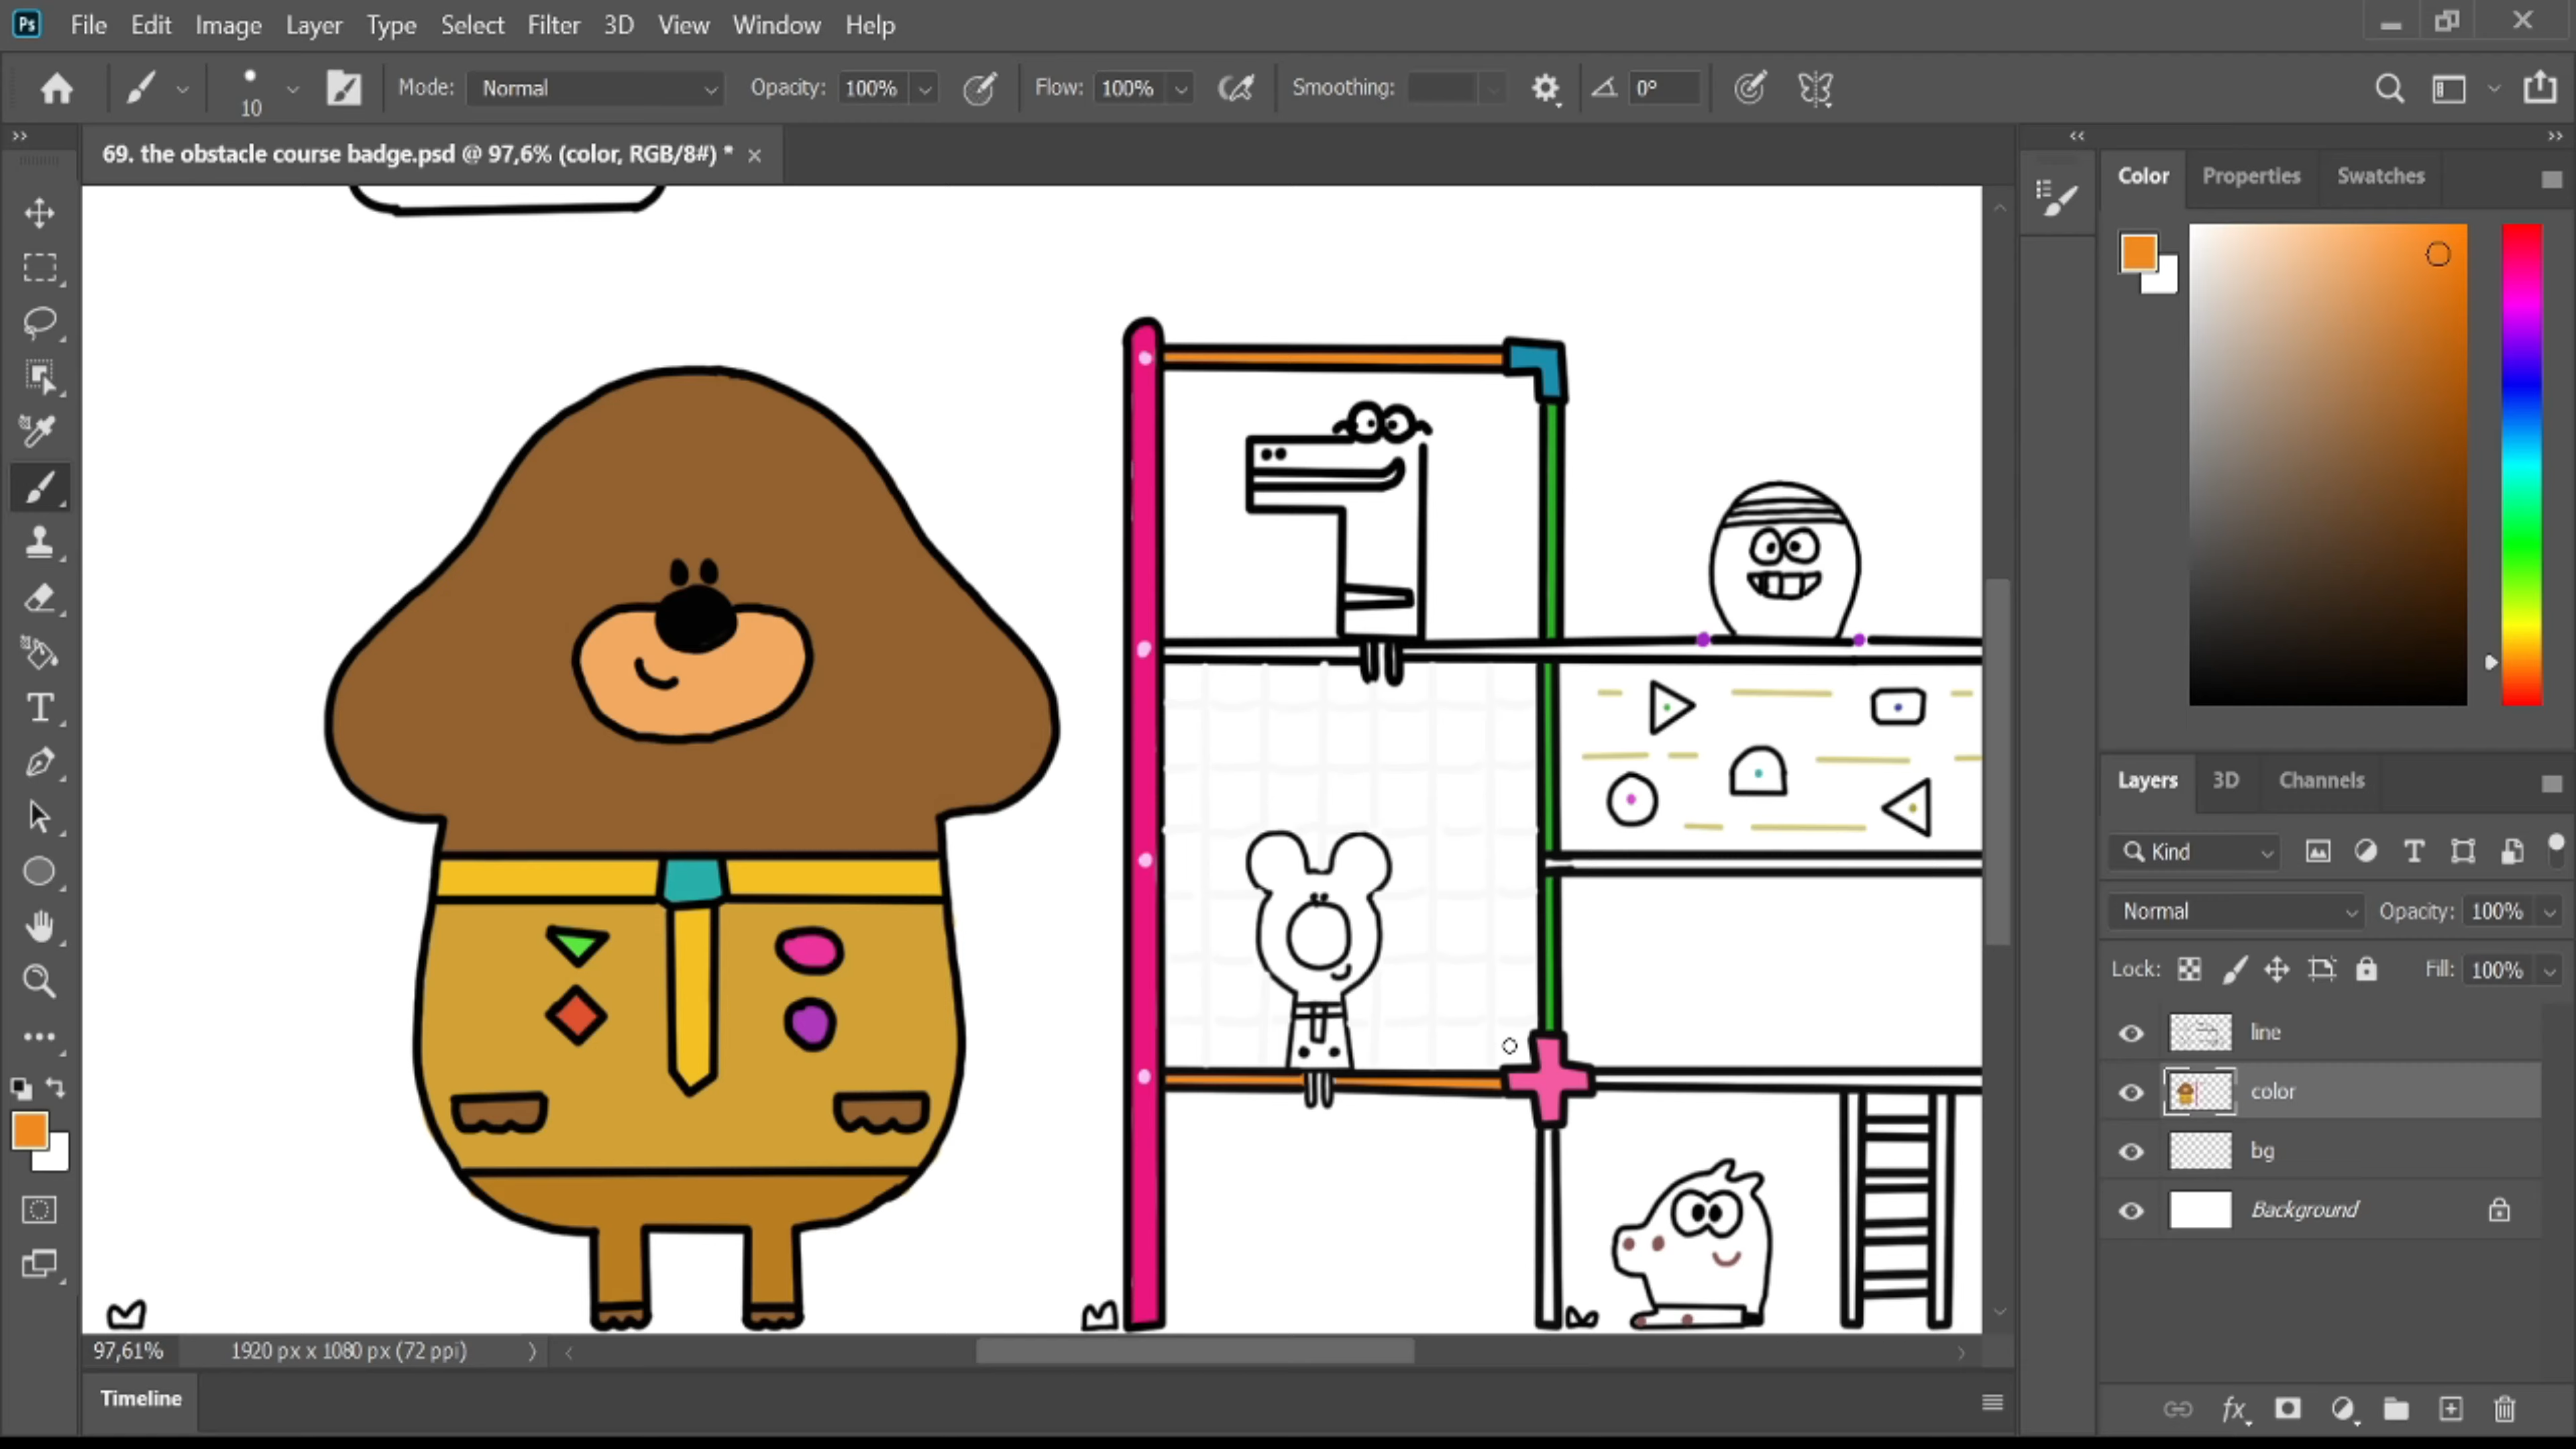 Ps File Edit Image Layer Type Select Filter 3D View Window Help
10 Mode: Normal Opacity: 100% Flow: 100% Smoothing: 0°
69. the obstacle course badge.psd @ 97,6% (color, RGB/8#) * ×
Color Properties Swatches
Layers 3D Channels
Kind
Normal Opacity: 100%
Lock: Fill: 100%
line
color
bg
Background
97,61% 1920 px x 1080 px (72 ppi)
Timeline